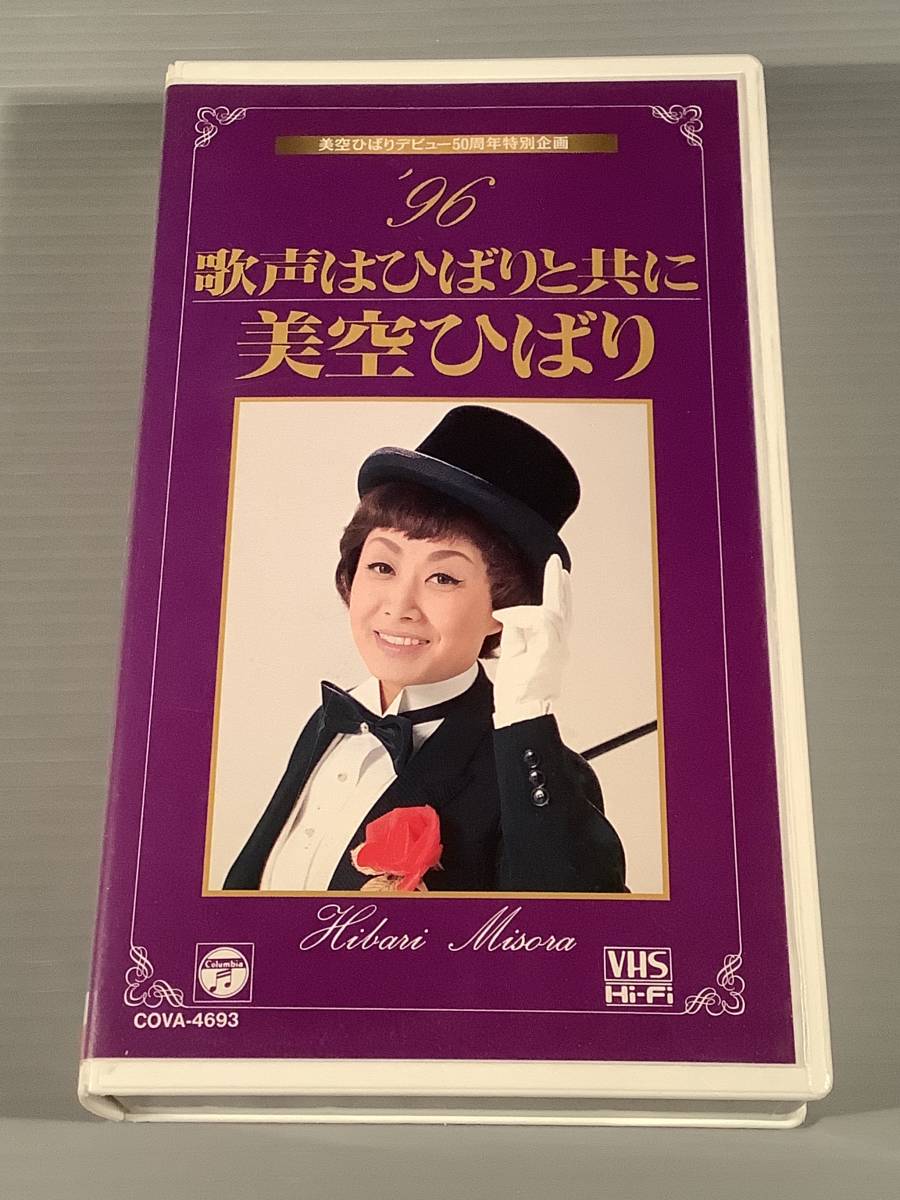 美空ひばりデビュー50周年特別企画
'96
歌声はひばりと共に
美空ひばり
Hibari Misora
Columbia
VHS
Hi-Fi
COVA-4693